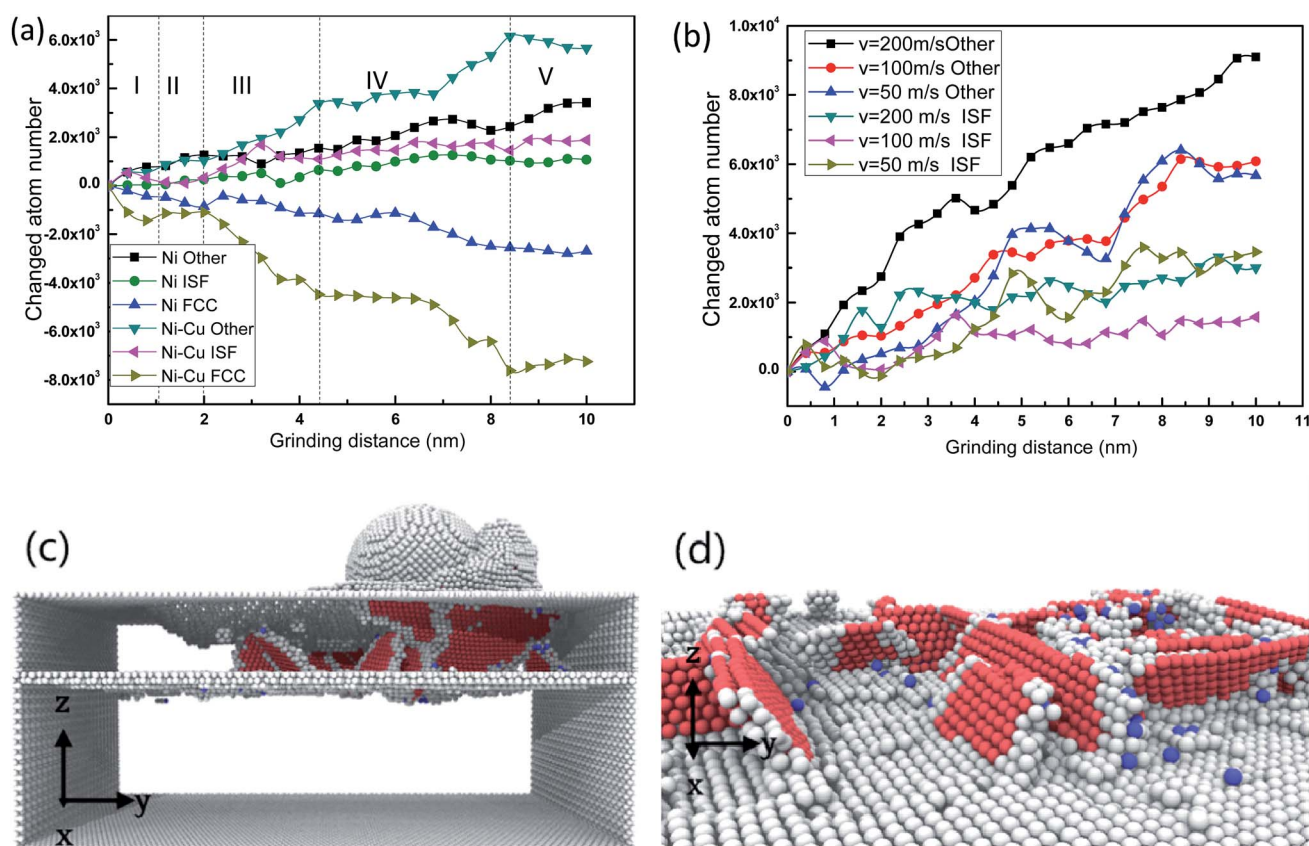 (a)
6.0x10³
4.0x10³
2.0x10³
0.0
-2.0x10³
-4.0x10³
-6.0x10³
-8.0x10³
Changed atom number
I
II
III
IV
V
Ni Other
Ni ISF
Ni FCC
Ni-Cu Other
Ni-Cu ISF
Ni-Cu FCC
0 2 4 6 8 10
Grinding distance (nm)
(b)
1.0x10⁴
8.0x10³
6.0x10³
4.0x10³
2.0x10³
0.0
Changed atom number
v=200m/sOther
v=100m/s Other
v=50 m/s Other
v=200 m/s ISF
v=100 m/s ISF
v=50 m/s ISF
0 1 2 3 4 5 6 7 8 9 10 11
Grinding distance (nm)
(c)
z
y
x
(d)
z
y
x